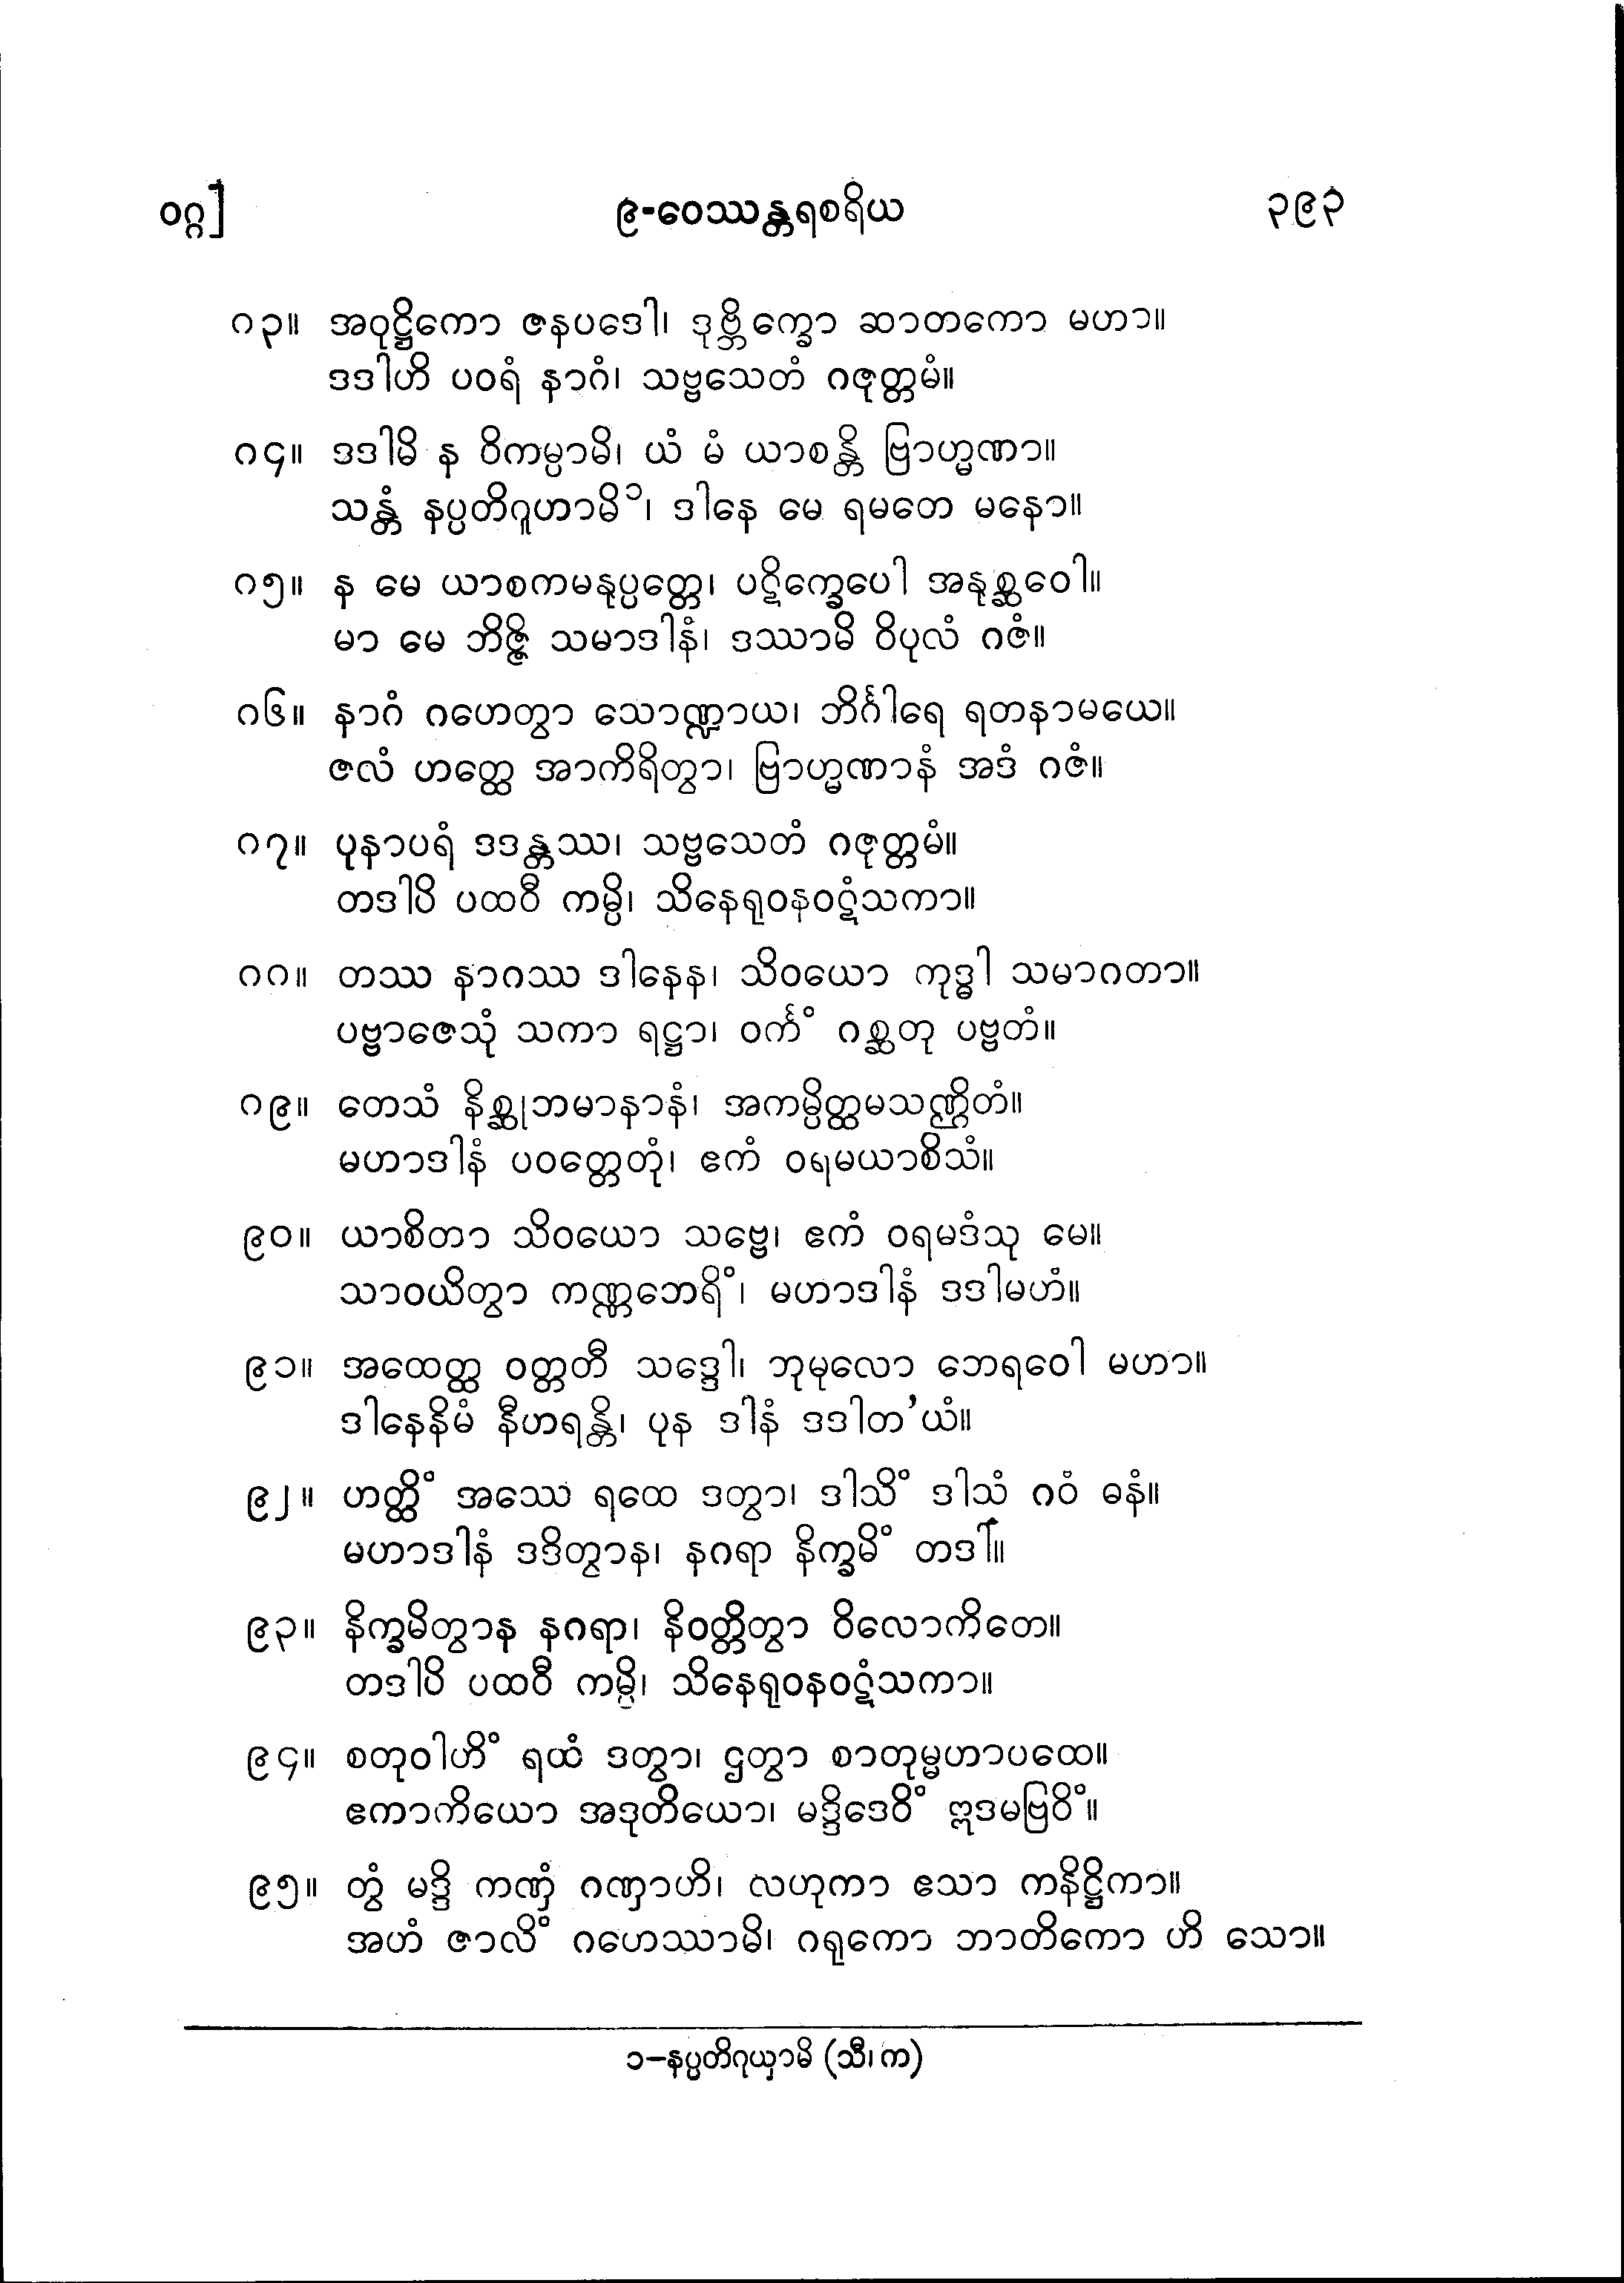 ဝဂ္ဂ] ၉-ဝေဿန္တရစရိယ ၃၉၃
၈၃။ အဝုဋ္ဌိကော ဇနပဒေါ၊ ဒုဗ္ဘိက္ခော ဆာတကော မဟာ။
ဒဒါဟိ ပဝရံ နာဂံ၊ သဗ္ဗသေတံ ဂဇုတ္တမံ။
၈၄။ ဒဒါမိ န ဝိကမ္ပာမိ၊ ယံ မံ ယာစန္တိ ဗြာဟ္မဏာ။
သန္တံ နပ္ပတိဂူဟာမိ၁၊ ဒါနေ မေ ရမတေ မနော။
၈၅။ န မေ ယာစကမနုပ္ပတ္တေ၊ ပဋိက္ခေပေါ အနုစ္ဆဝေါ။
မာ မေ ဘိဇ္ဇိ သမာဒါနံ၊ ဒဿာမိ ဝိပုလံ ဂဇံ။
၈၆။ နာဂံ ဂဟေတွာ သောဏ္ဍာယ၊ ဘိင်္ဂါရေ ရတနာမယေ။
ဇလံ ဟတ္ထေ အာကိရိတွာ၊ ဗြာဟ္မဏာနံ အဒံ ဂဇံ။
၈၇။ ပုနာပရံ ဒဒန္တဿ၊ သဗ္ဗသေတံ ဂဇုတ္တမံ။
တဒါပိ ပထဝီ ကမ္ပိ၊ သိနေရုဝနဝဋံသကာ။
၈၈။ တဿ နာဂဿ ဒါနေန၊ သိဝယော ကုဒ္ဓါ သမာဂတာ။
ပဗ္ဗာဇေသုံ သကာ ရဋ္ဌာ၊ ဝင်္ကံ ဂစ္ဆတု ပဗ္ဗတံ။
၈၉။ တေသံ နိစ္ဆုဘမာနာနံ၊ အကမ္ပိတ္ထမသဏ္ဌိတံ။
မဟာဒါနံ ပဝတ္တေတုံ၊ ဧကံ ဝရမယာစိသံ။
၉၀။ ယာစိတာ သိဝယော သဗ္ဗေ၊ ဧကံ ဝရမဒံသု မေ။
သာဝယိတွာ ကဏ္ဏဘေရိံ၊ မဟာဒါနံ ဒဒါမဟံ။
၉၁။ အထေတ္ထ ဝတ္တတီ သဒ္ဒေါ၊ ဘုမုလော ဘေရဝေါ မဟာ။
ဒါနေနိမံ နီဟရန္တိ၊ ပုန ဒါနံ ဒဒါတ’ယံ။
၉၂။ ဟတ္ထိံ အဿေ ရထေ ဒတွာ၊ ဒါသိံ ဒါသံ ဂဝံ ဓနံ။
မဟာဒါနံ ဒဒိတွာန၊ နဂရာ နိက္ခမိံ တဒါ။
၉၃။ နိက္ခမိတွာန နဂရာ၊ နိဝတ္တိတွာ ဝိလောကိတေ။
တဒါပိ ပထဝီ ကမ္ပိ၊ သိနေရုဝနဝဋံသကာ။
၉၄။ စတုဝါဟိံ ရထံ ဒတွာ၊ ဌတွာ စာတုမ္မဟာပထေ။
ဧကာကိယော အဒုတိယော၊ မဒ္ဒိဒေဝိံ ဣဒမဗြဝိံ။
၉၅။ တွံ မဒ္ဒိ ကဏှံ ဂဏှာဟိ၊ လဟုကာ ဧသာ ကနိဋ္ဌိကာ။
အဟံ ဇာလိံ ဂဟေဿာမိ၊ ဂရုကော ဘာတိကော ဟိ သော။
၁–နပ္ပတိဂုယှာမိ (သီ၊ က)